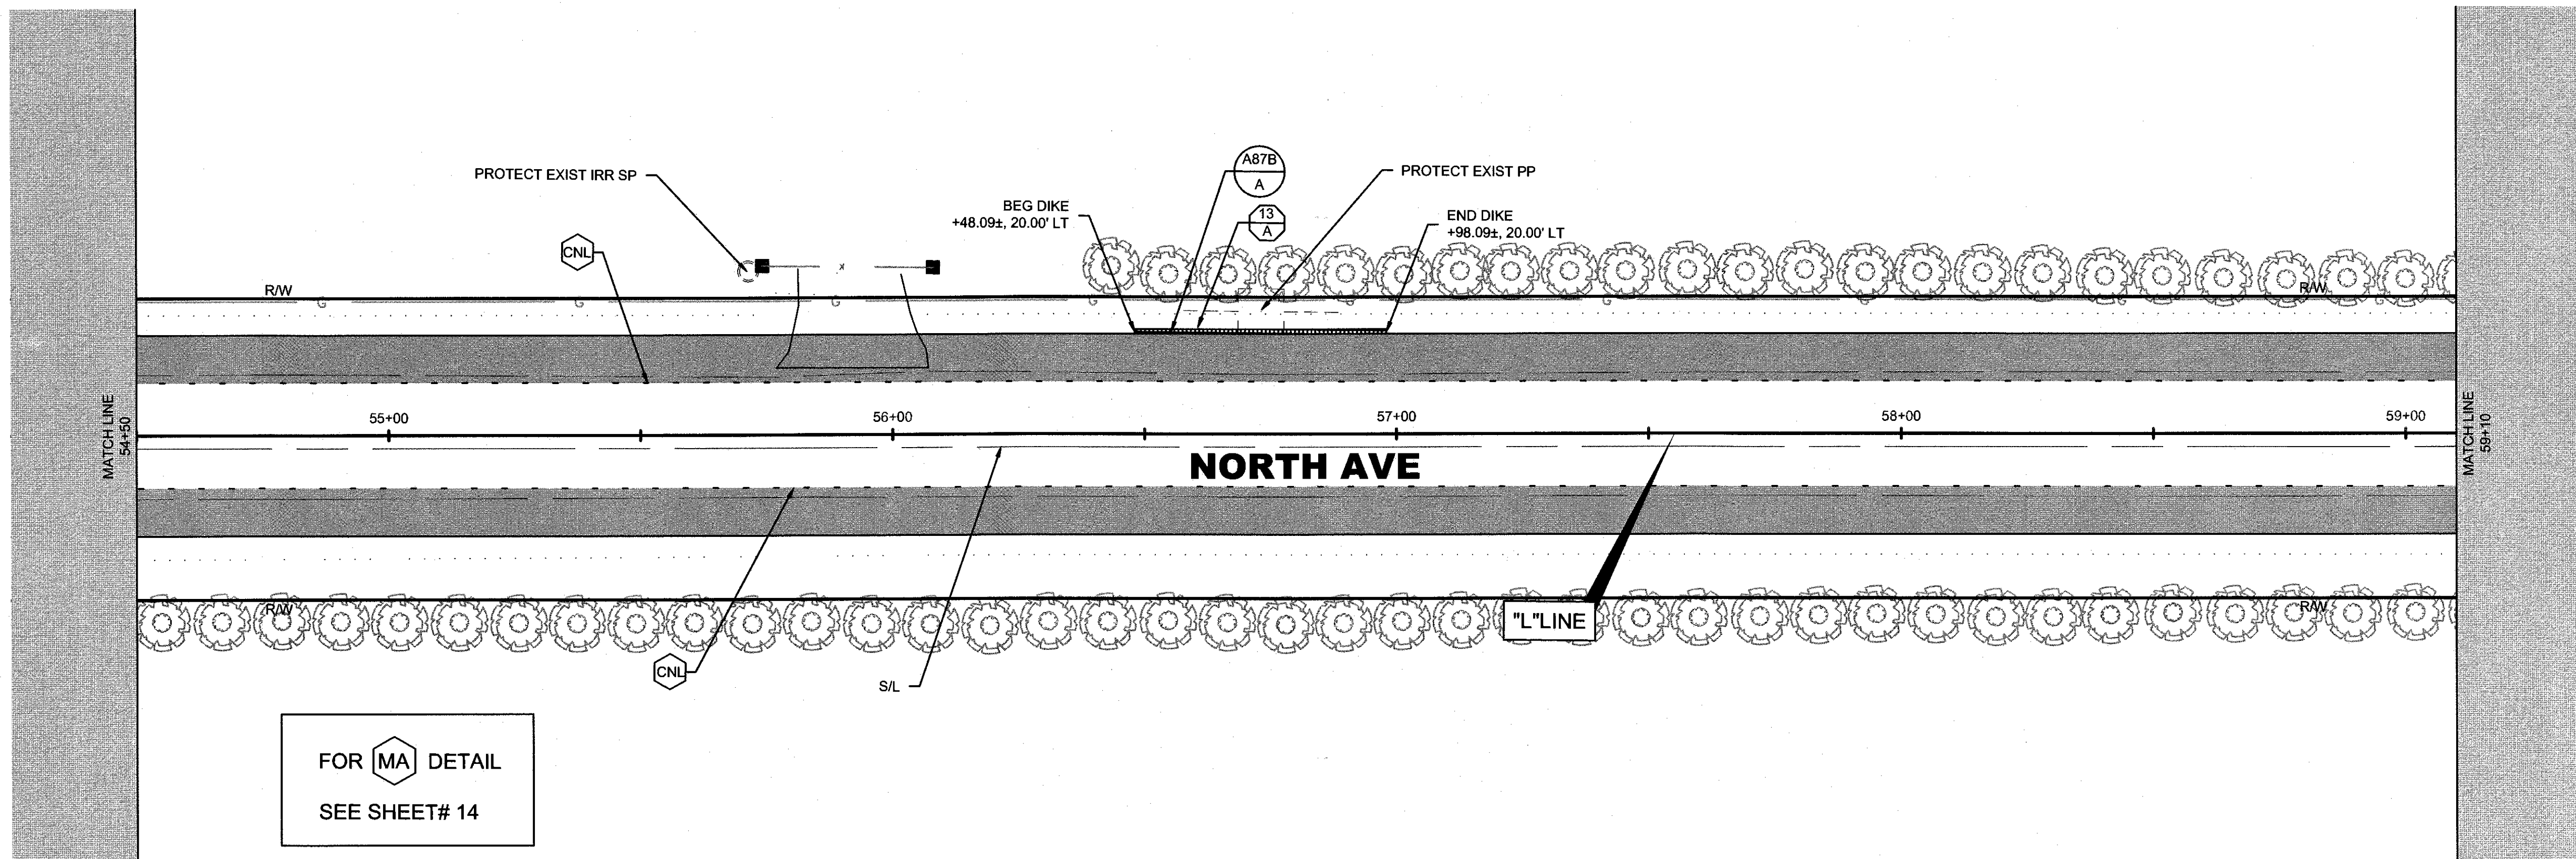 A87B
A
PROTECT EXIST IRR SP
PROTECT EXIST PP
BEG DIKE
+48.09±, 20.00' LT
13
A
END DIKE
+98.09±, 20.00' LT
CNL
R/W
G
G
G
G
G
G
G
G
G
R/W
MATCH LINE
54+50
55+00
56+00
57+00
58+00
59+00
MATCH LINE
59+10
NORTH AVE
R/W
R/W
"L"LINE
CNL
S/L
FOR MA DETAIL
SEE SHEET# 14